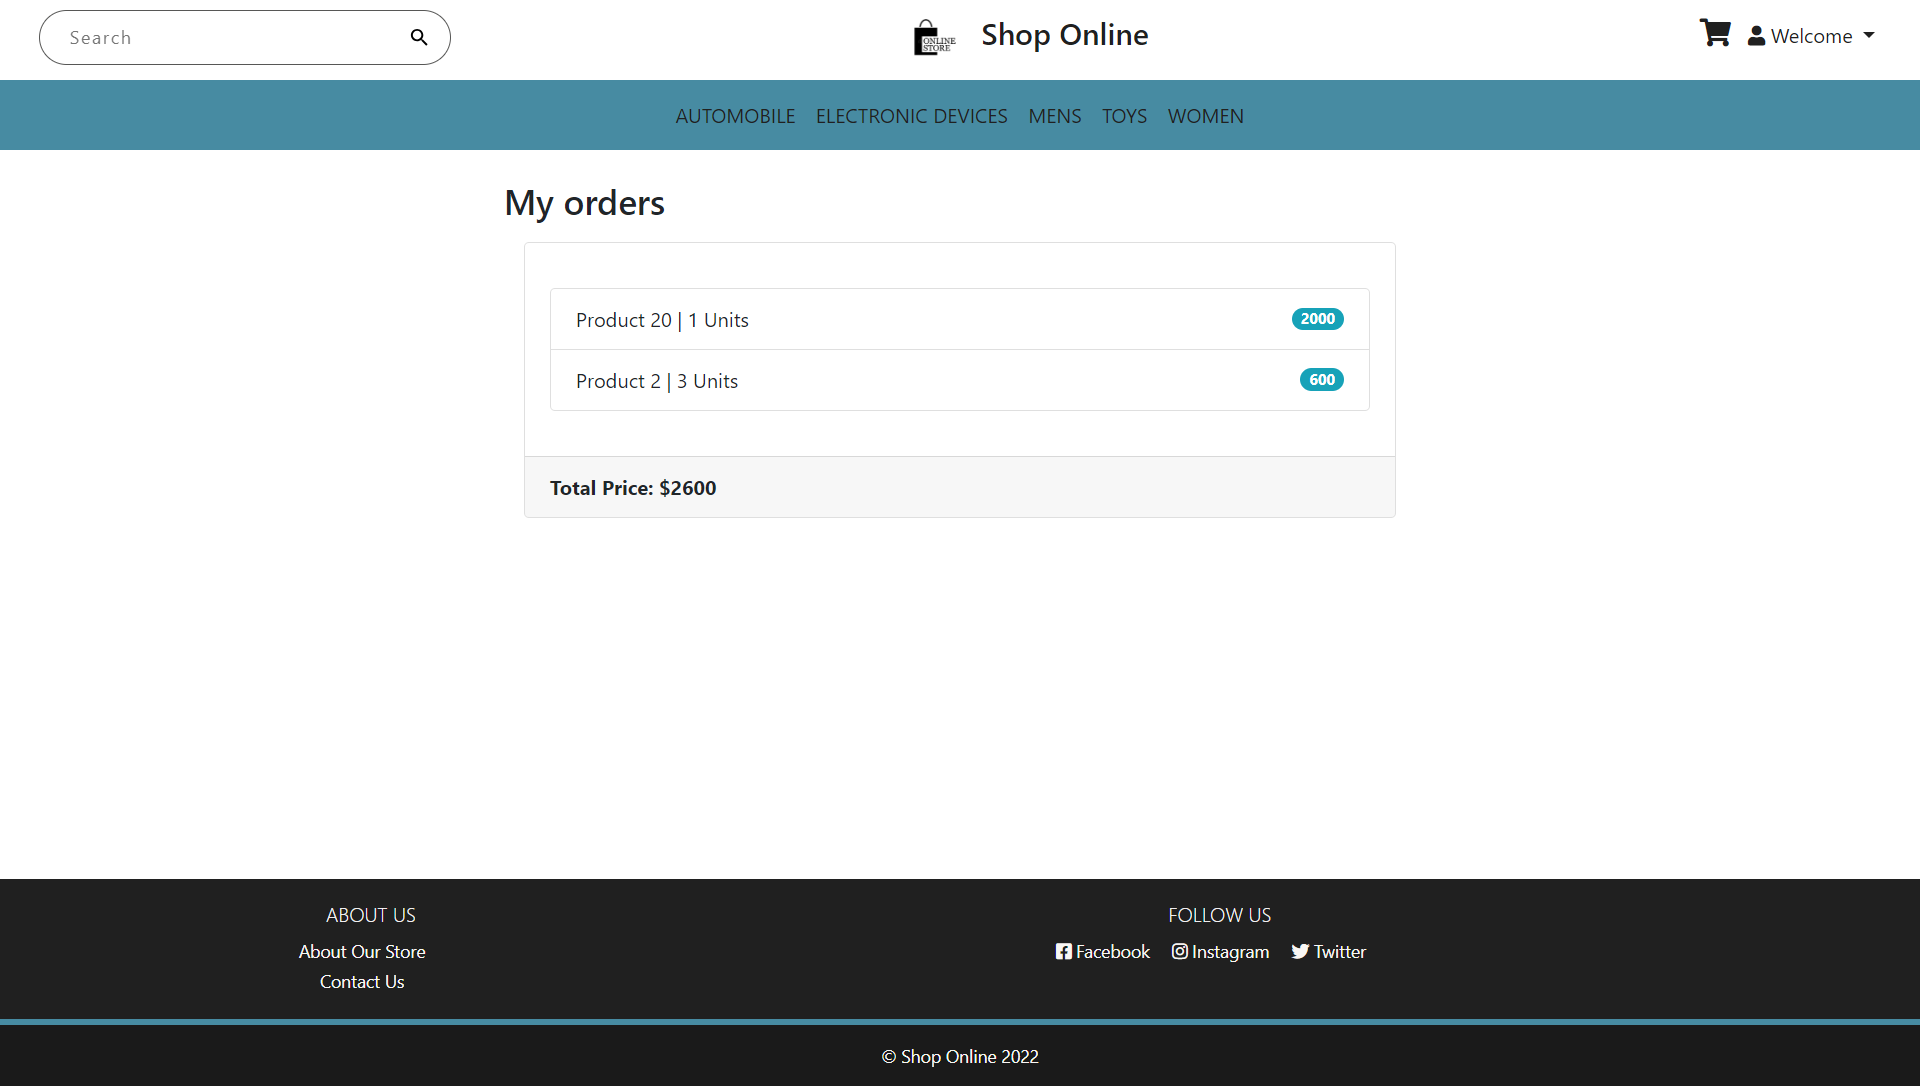 Search
ONLINE
STORE
Shop Online
Welcome
AUTOMOBILE ELECTRONIC DEVICES MENS TOYS WOMEN
My orders
Product 20 | 1 Units 2000
Product 2 | 3 Units 600
Total Price: $2600
ABOUT US
About Our Store
Contact Us
FOLLOW US
Facebook Instagram Twitter
© Shop Online 2022